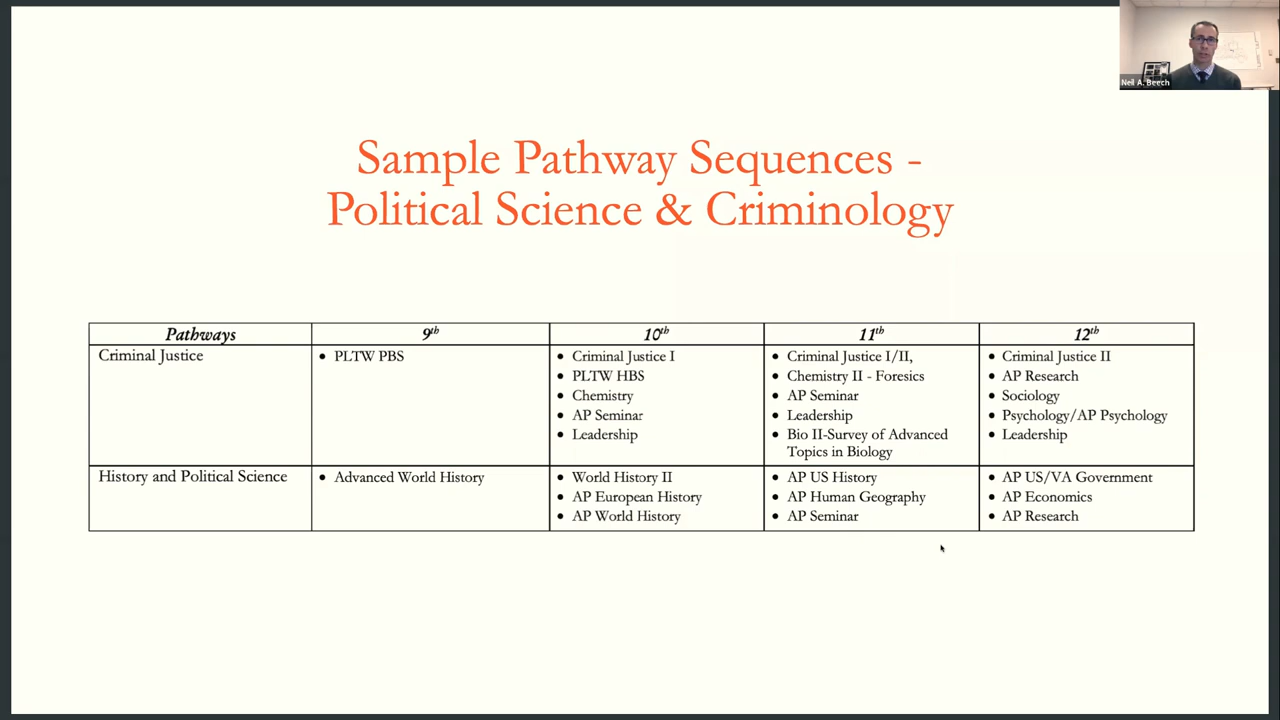 Neil A. Beech
Sample Pathway Sequences -
Political Science & Criminology
Pathways 9th 10th 11th 12th
Criminal Justice
• PLTW PBS
• Criminal Justice I
• PLTW HBS
• Chemistry
• AP Seminar
• Leadership
• Criminal Justice I/II,
• Chemistry II - Foresics
• AP Seminar
• Leadership
• Bio II-Survey of Advanced
Topics in Biology
• Criminal Justice II
• AP Research
• Sociology
• Psychology/AP Psychology
• Leadership
History and Political Science
• Advanced World History
• World History II
• AP European History
• AP World History
• AP US History
• AP Human Geography
• AP Seminar
• AP US/VA Government
• AP Economics
• AP Research